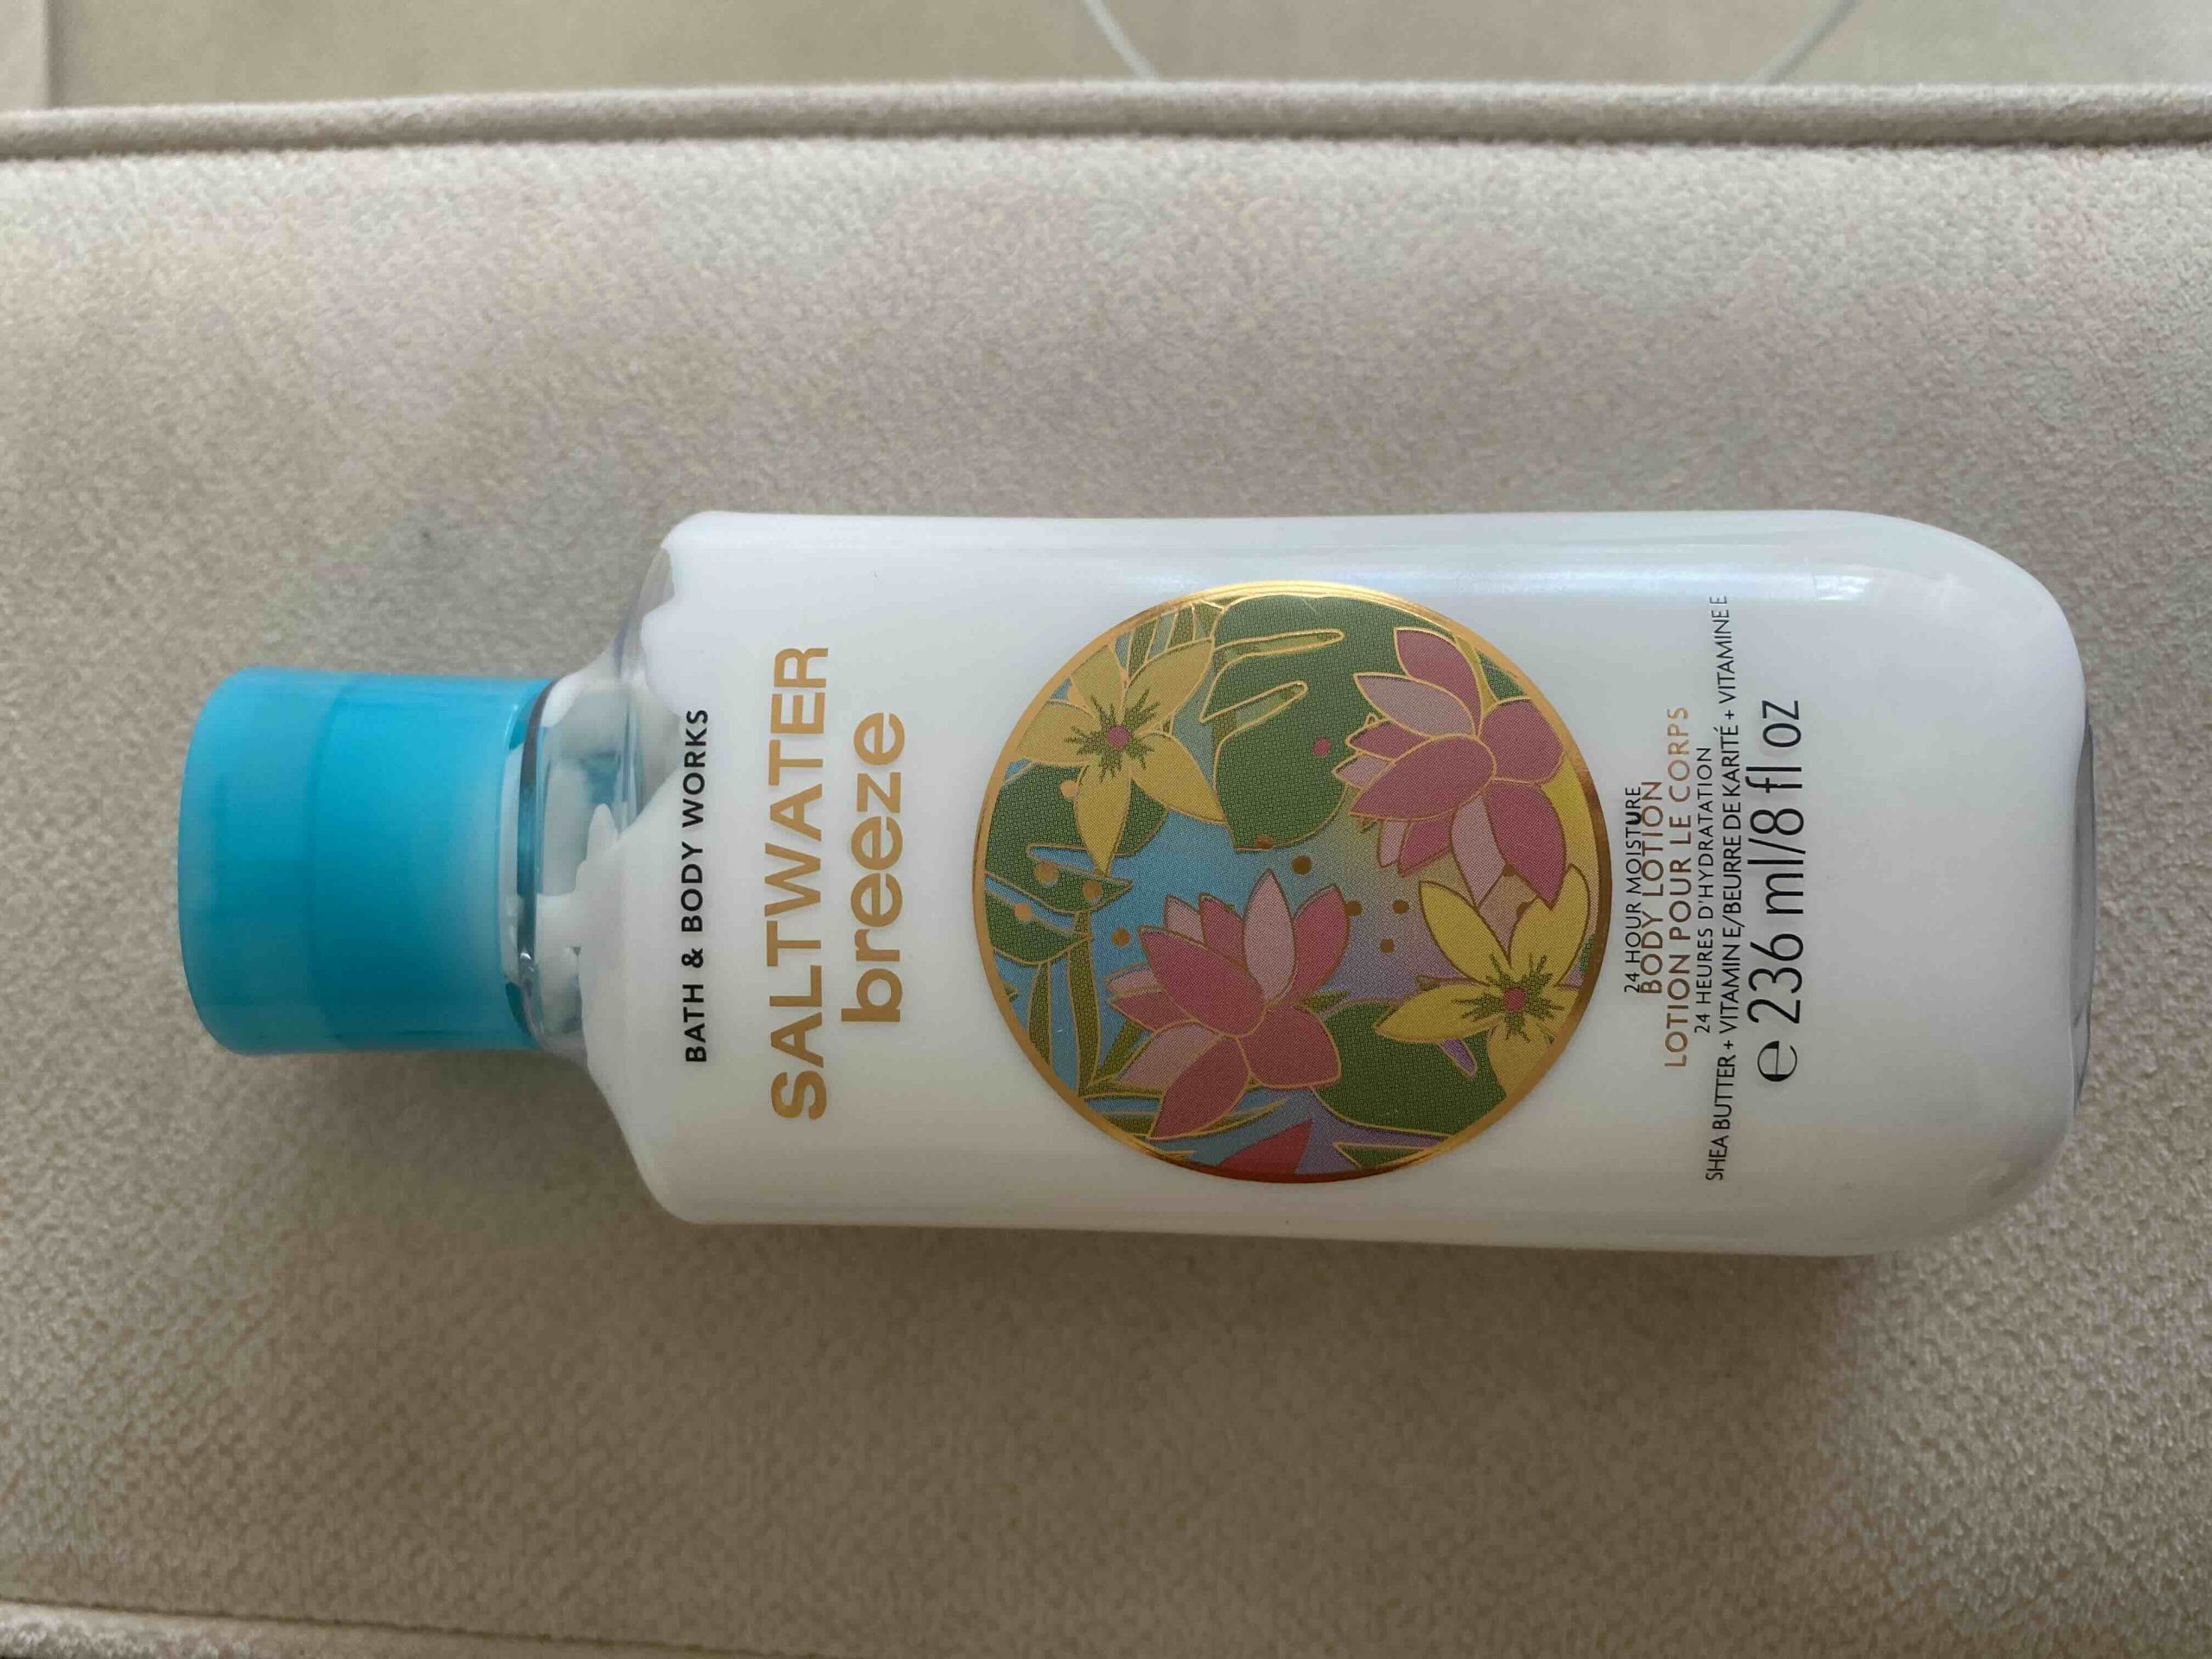 BATH & BODY WORKS
SALTWATER
breeze
24 HOUR MOISTURE
BODY LOTION
LOTION POUR LE CORPS
24 HEURES D'HYDRATATION
SHEA BUTTER + VITAMIN E/BEURRE DE KARITÉ + VITAMINE E
℮ 236 ml/8 fl oz